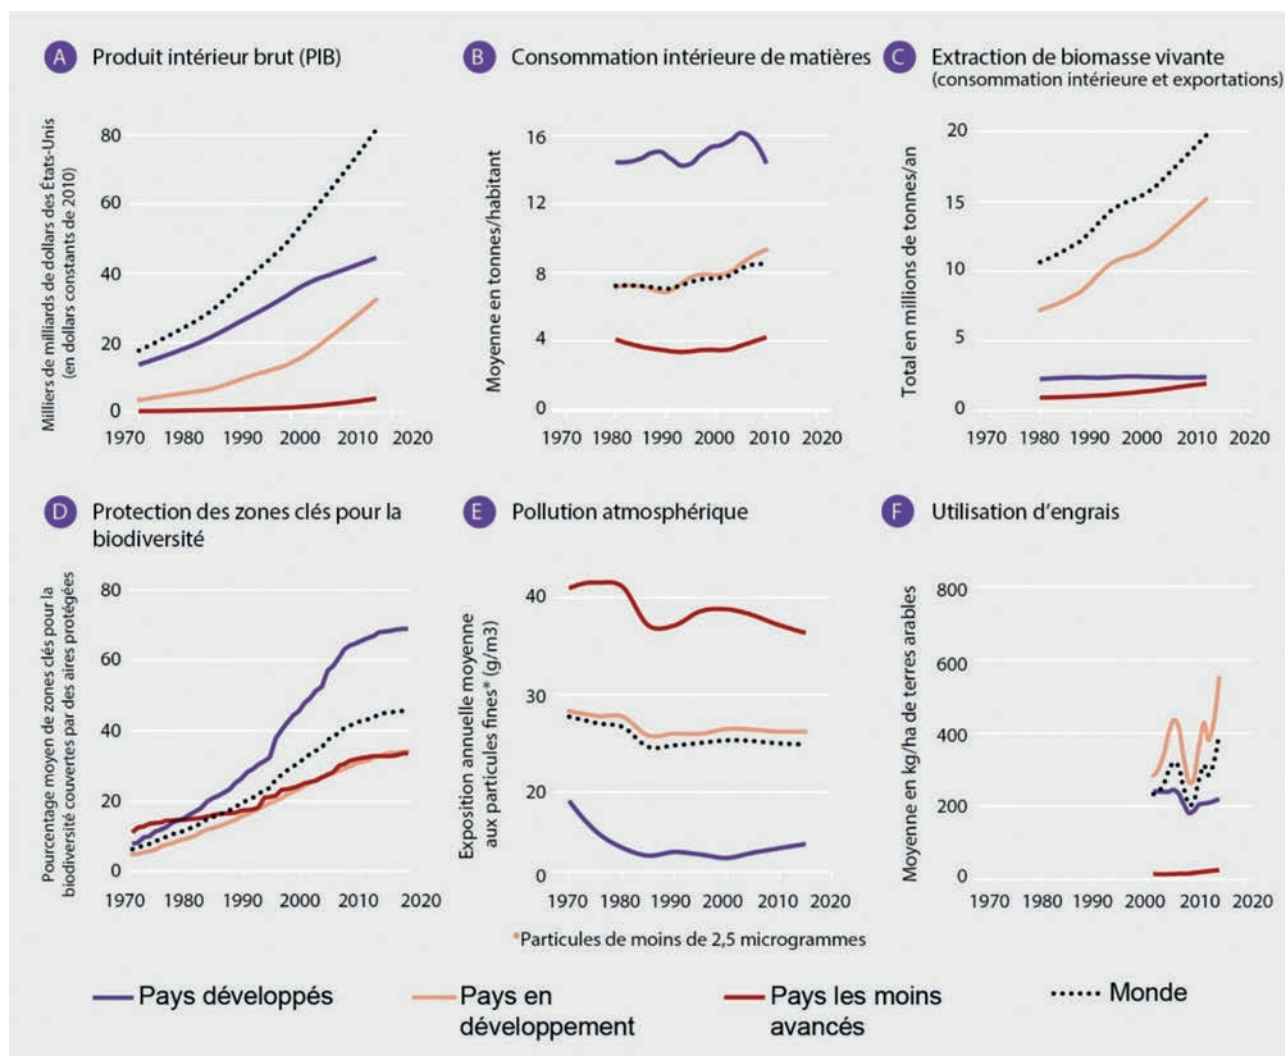 A Produit intérieur brut (PIB)
Milliers de milliards de dollars des États-Unis
(en dollars constants de 2010)
80
60
40
20
0
1970 1980 1990 2000 2010 2020
B Consommation intérieure de matières
Moyenne en tonnes/habitant
16
12
8
4
0
1970 1980 1990 2000 2010 2020
C Extraction de biomasse vivante
(consommation intérieure et exportations)
Total en millions de tonnes/an
20
15
10
5
0
1970 1980 1990 2000 2010 2020
D Protection des zones clés pour la
biodiversité
Pourcentage moyen de zones clés pour la
biodiversité couvertes par des aires protégées
80
60
40
20
0
1970 1980 1990 2000 2010 2020
E Pollution atmosphérique
Exposition annuelle moyenne
aux particules fines* (g/m3)
40
30
20
0
1970 1980 1990 2000 2010 2020
*Particules de moins de 2,5 microgrammes
F Utilisation d'engrais
Moyenne en kg/ha de terres arables
800
600
400
200
0
1970 1980 1990 2000 2010 2020
Pays développés
Pays en
développement
Pays les moins
avancés
Monde